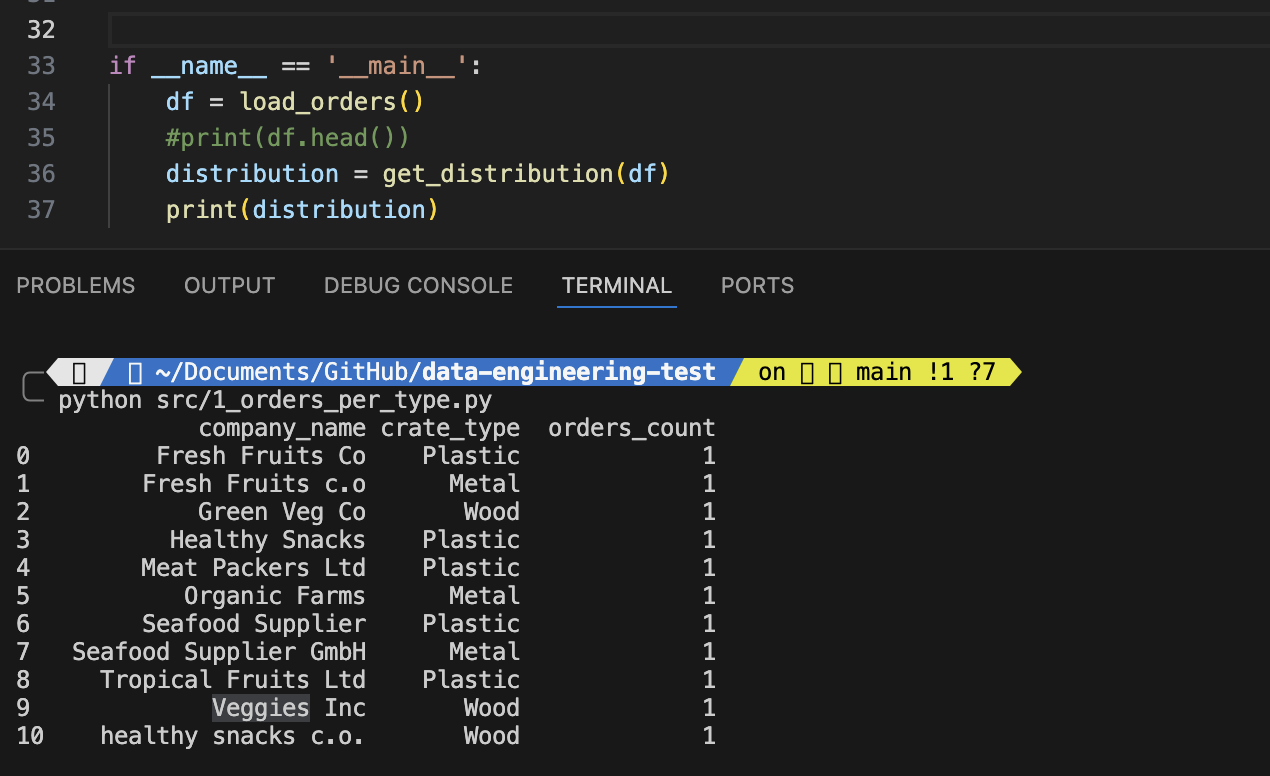 32
33 if __name__ == '__main__':
34 df = load_orders()
35 #print(df.head())
36 distribution = get_distribution(df)
37 print(distribution)
PROBLEMS OUTPUT DEBUG CONSOLE TERMINAL PORTS
~/Documents/GitHub/data-engineering-test on main !1 ?7
python src/1_orders_per_type.py
company_name crate_type orders_count
0 Fresh Fruits Co Plastic 1
1 Fresh Fruits c.o Metal 1
2 Green Veg Co Wood 1
3 Healthy Snacks Plastic 1
4 Meat Packers Ltd Plastic 1
5 Organic Farms Metal 1
6 Seafood Supplier Plastic 1
7 Seafood Supplier GmbH Metal 1
8 Tropical Fruits Ltd Plastic 1
9 Veggies Inc Wood 1
10 healthy snacks c.o. Wood 1